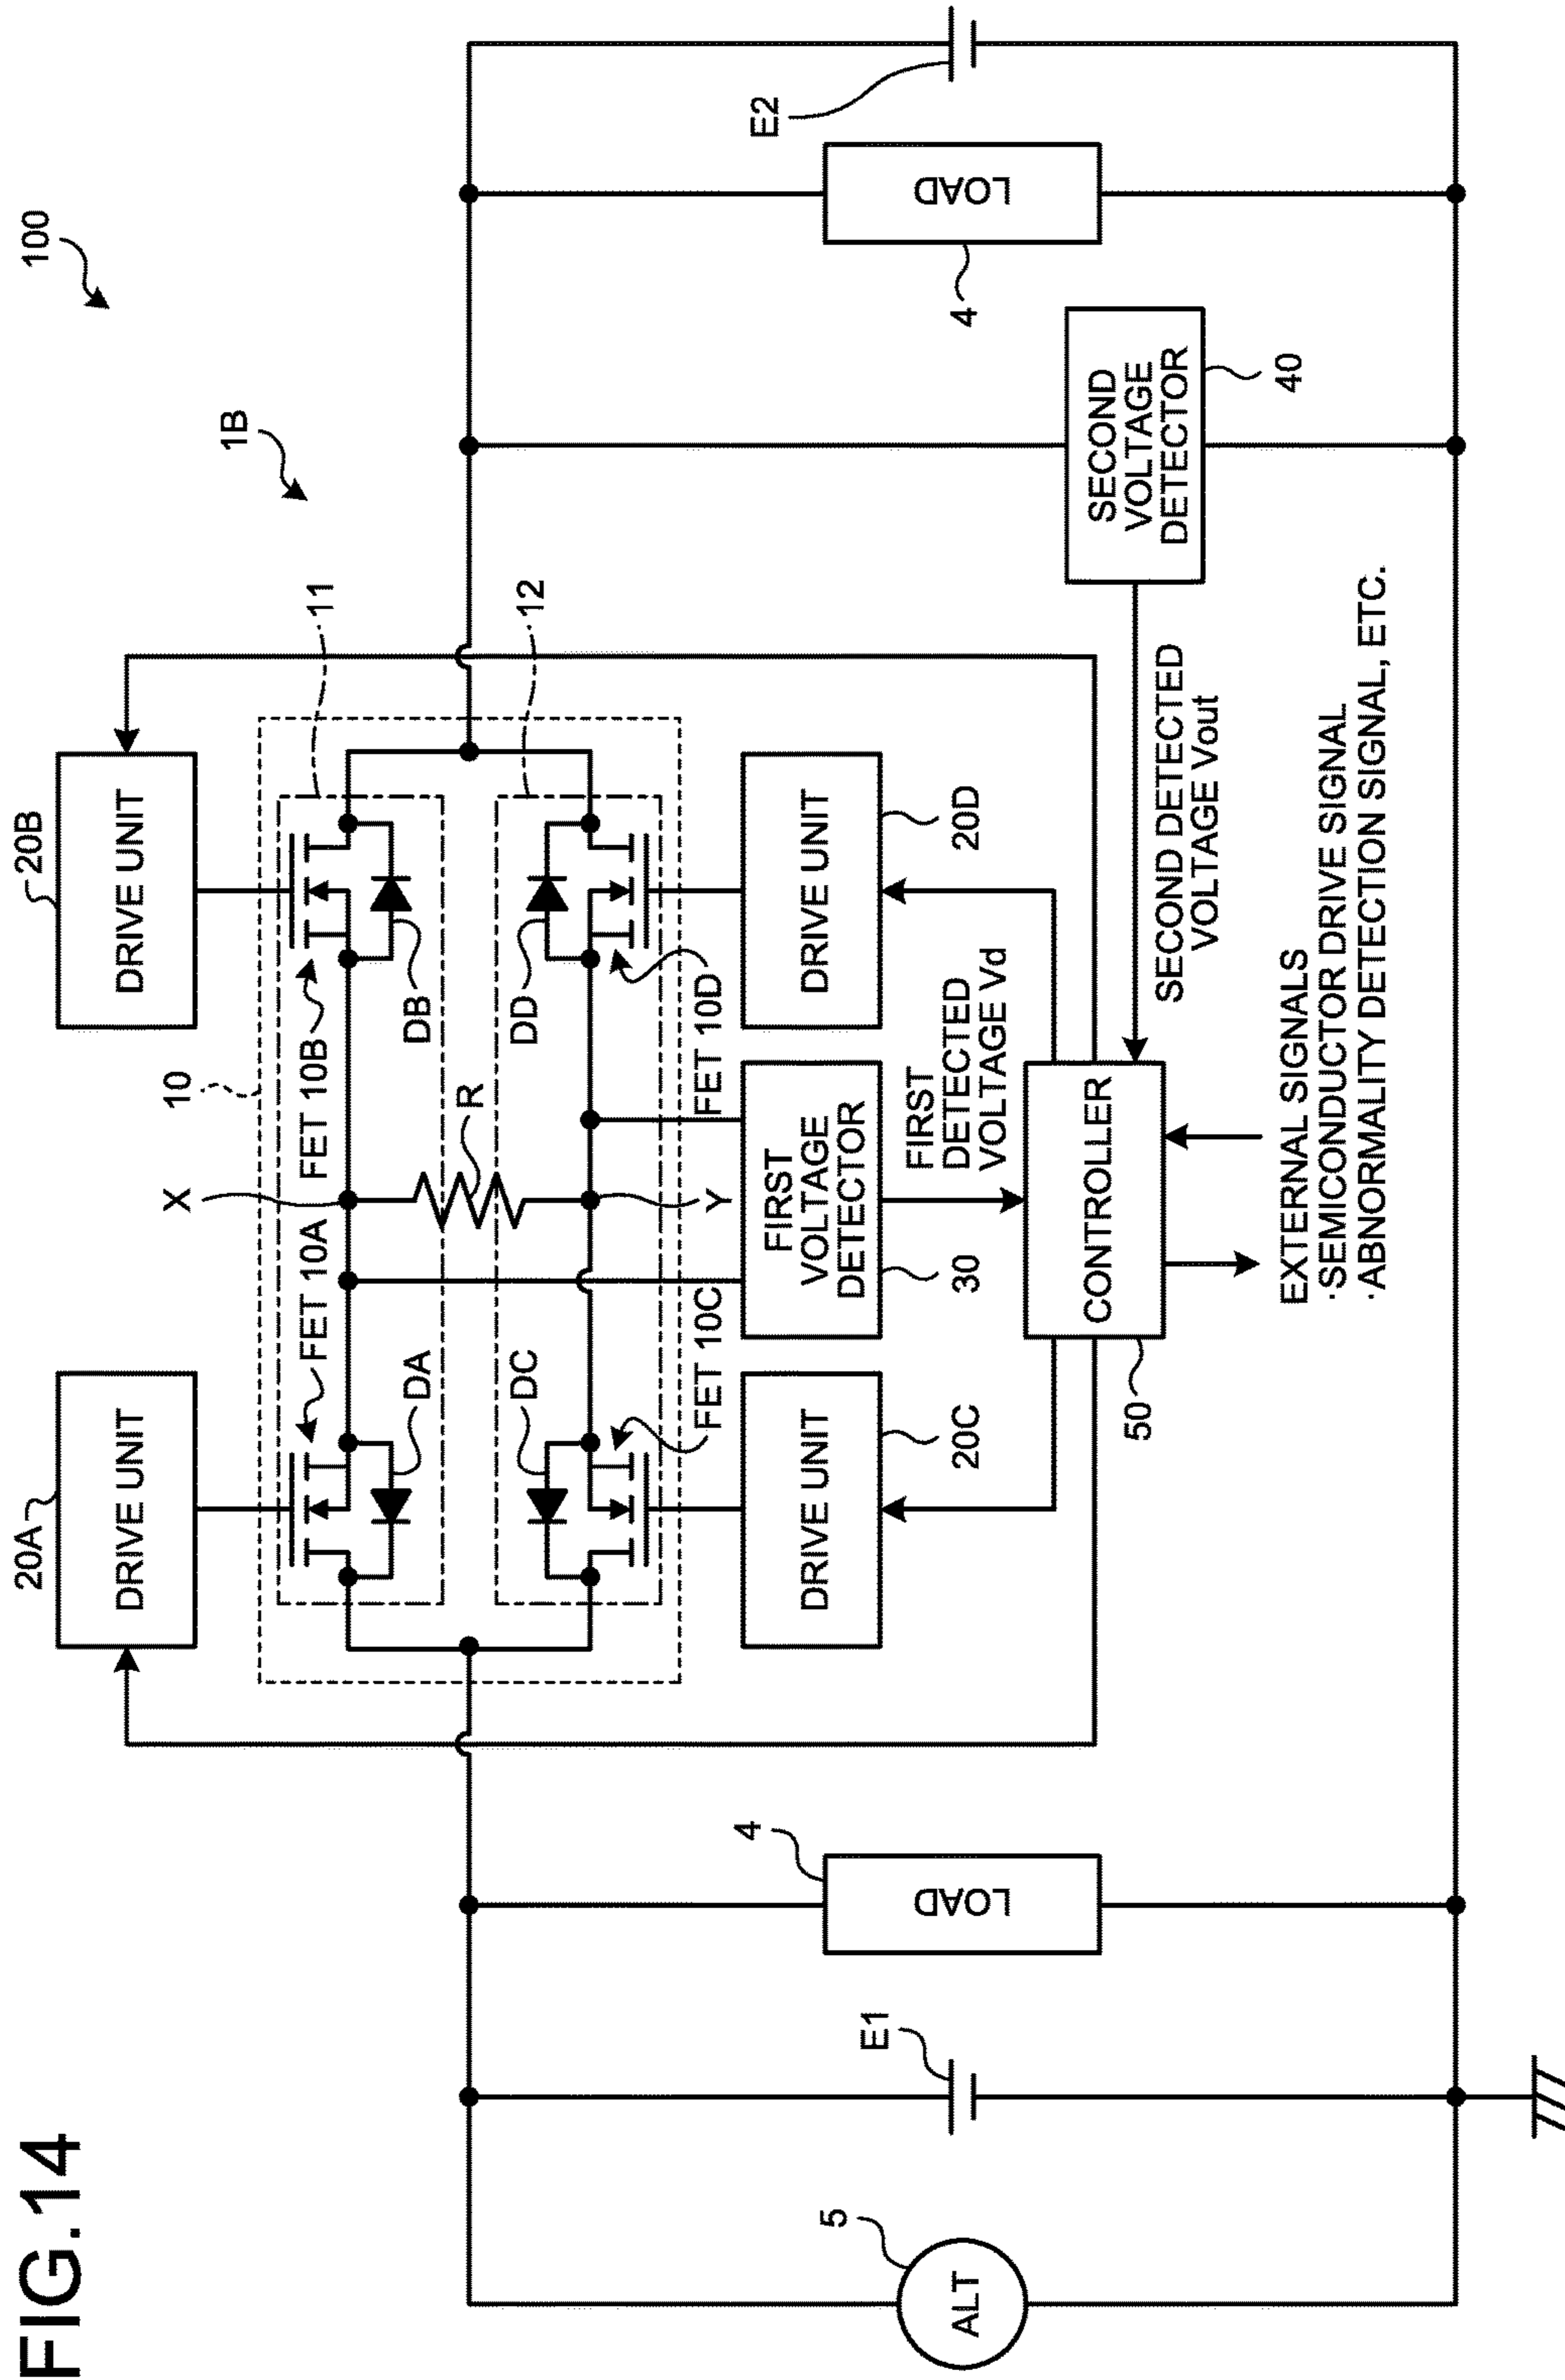 FIG.14
100
1B
20A
DRIVE UNIT
20B
DRIVE UNIT
10
11
12
X
FET 10A
FET 10B
DA
DB
R
DC
DD
Y
FET 10C
FET 10D
DRIVE UNIT
20C
FIRST
VOLTAGE
DETECTOR
30
DRIVE UNIT
20D
FIRST
DETECTED
VOLTAGE Vd
CONTROLLER
50
SECOND DETECTED
VOLTAGE Vout
SECOND
VOLTAGE
DETECTOR
40
EXTERNAL SIGNALS
·SEMICONDUCTOR DRIVE SIGNAL
·ABNORMALITY DETECTION SIGNAL, ETC.
5
ALT
E1
4
LOAD
4
LOAD
E2